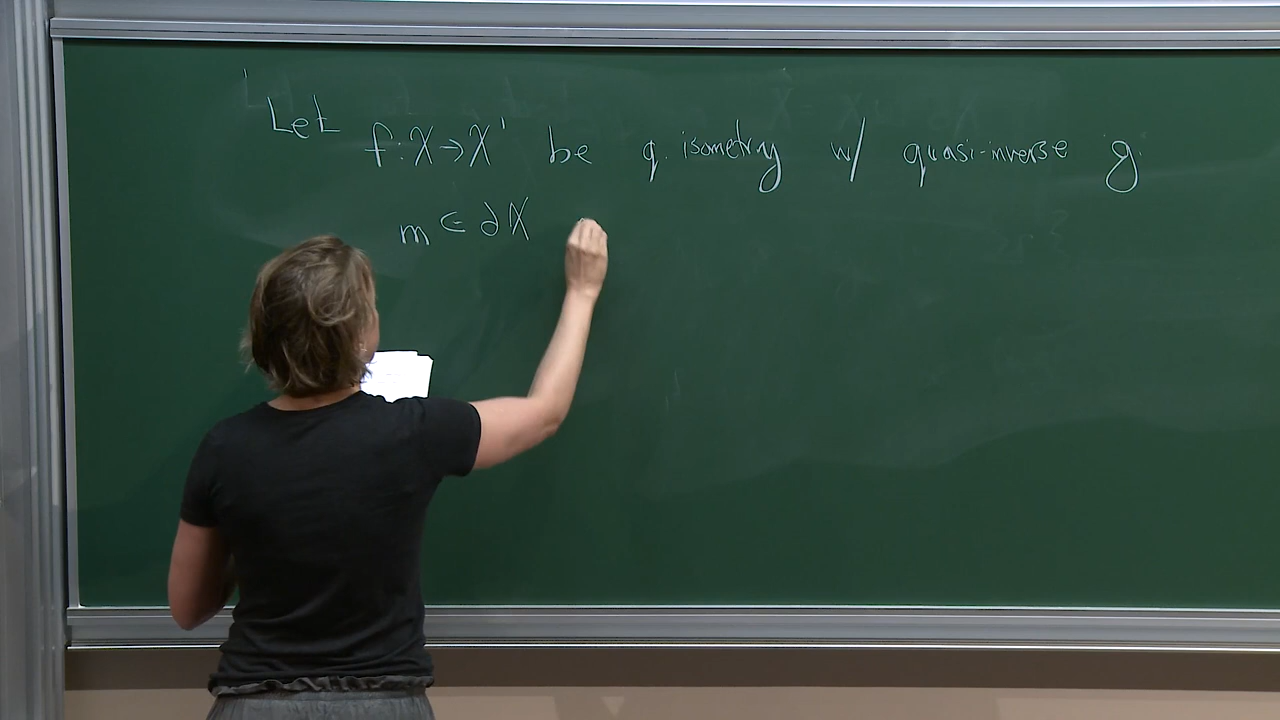 Let f: X → X' be q. isometry w/ quasi-inverse g.
m ∈ ∂X